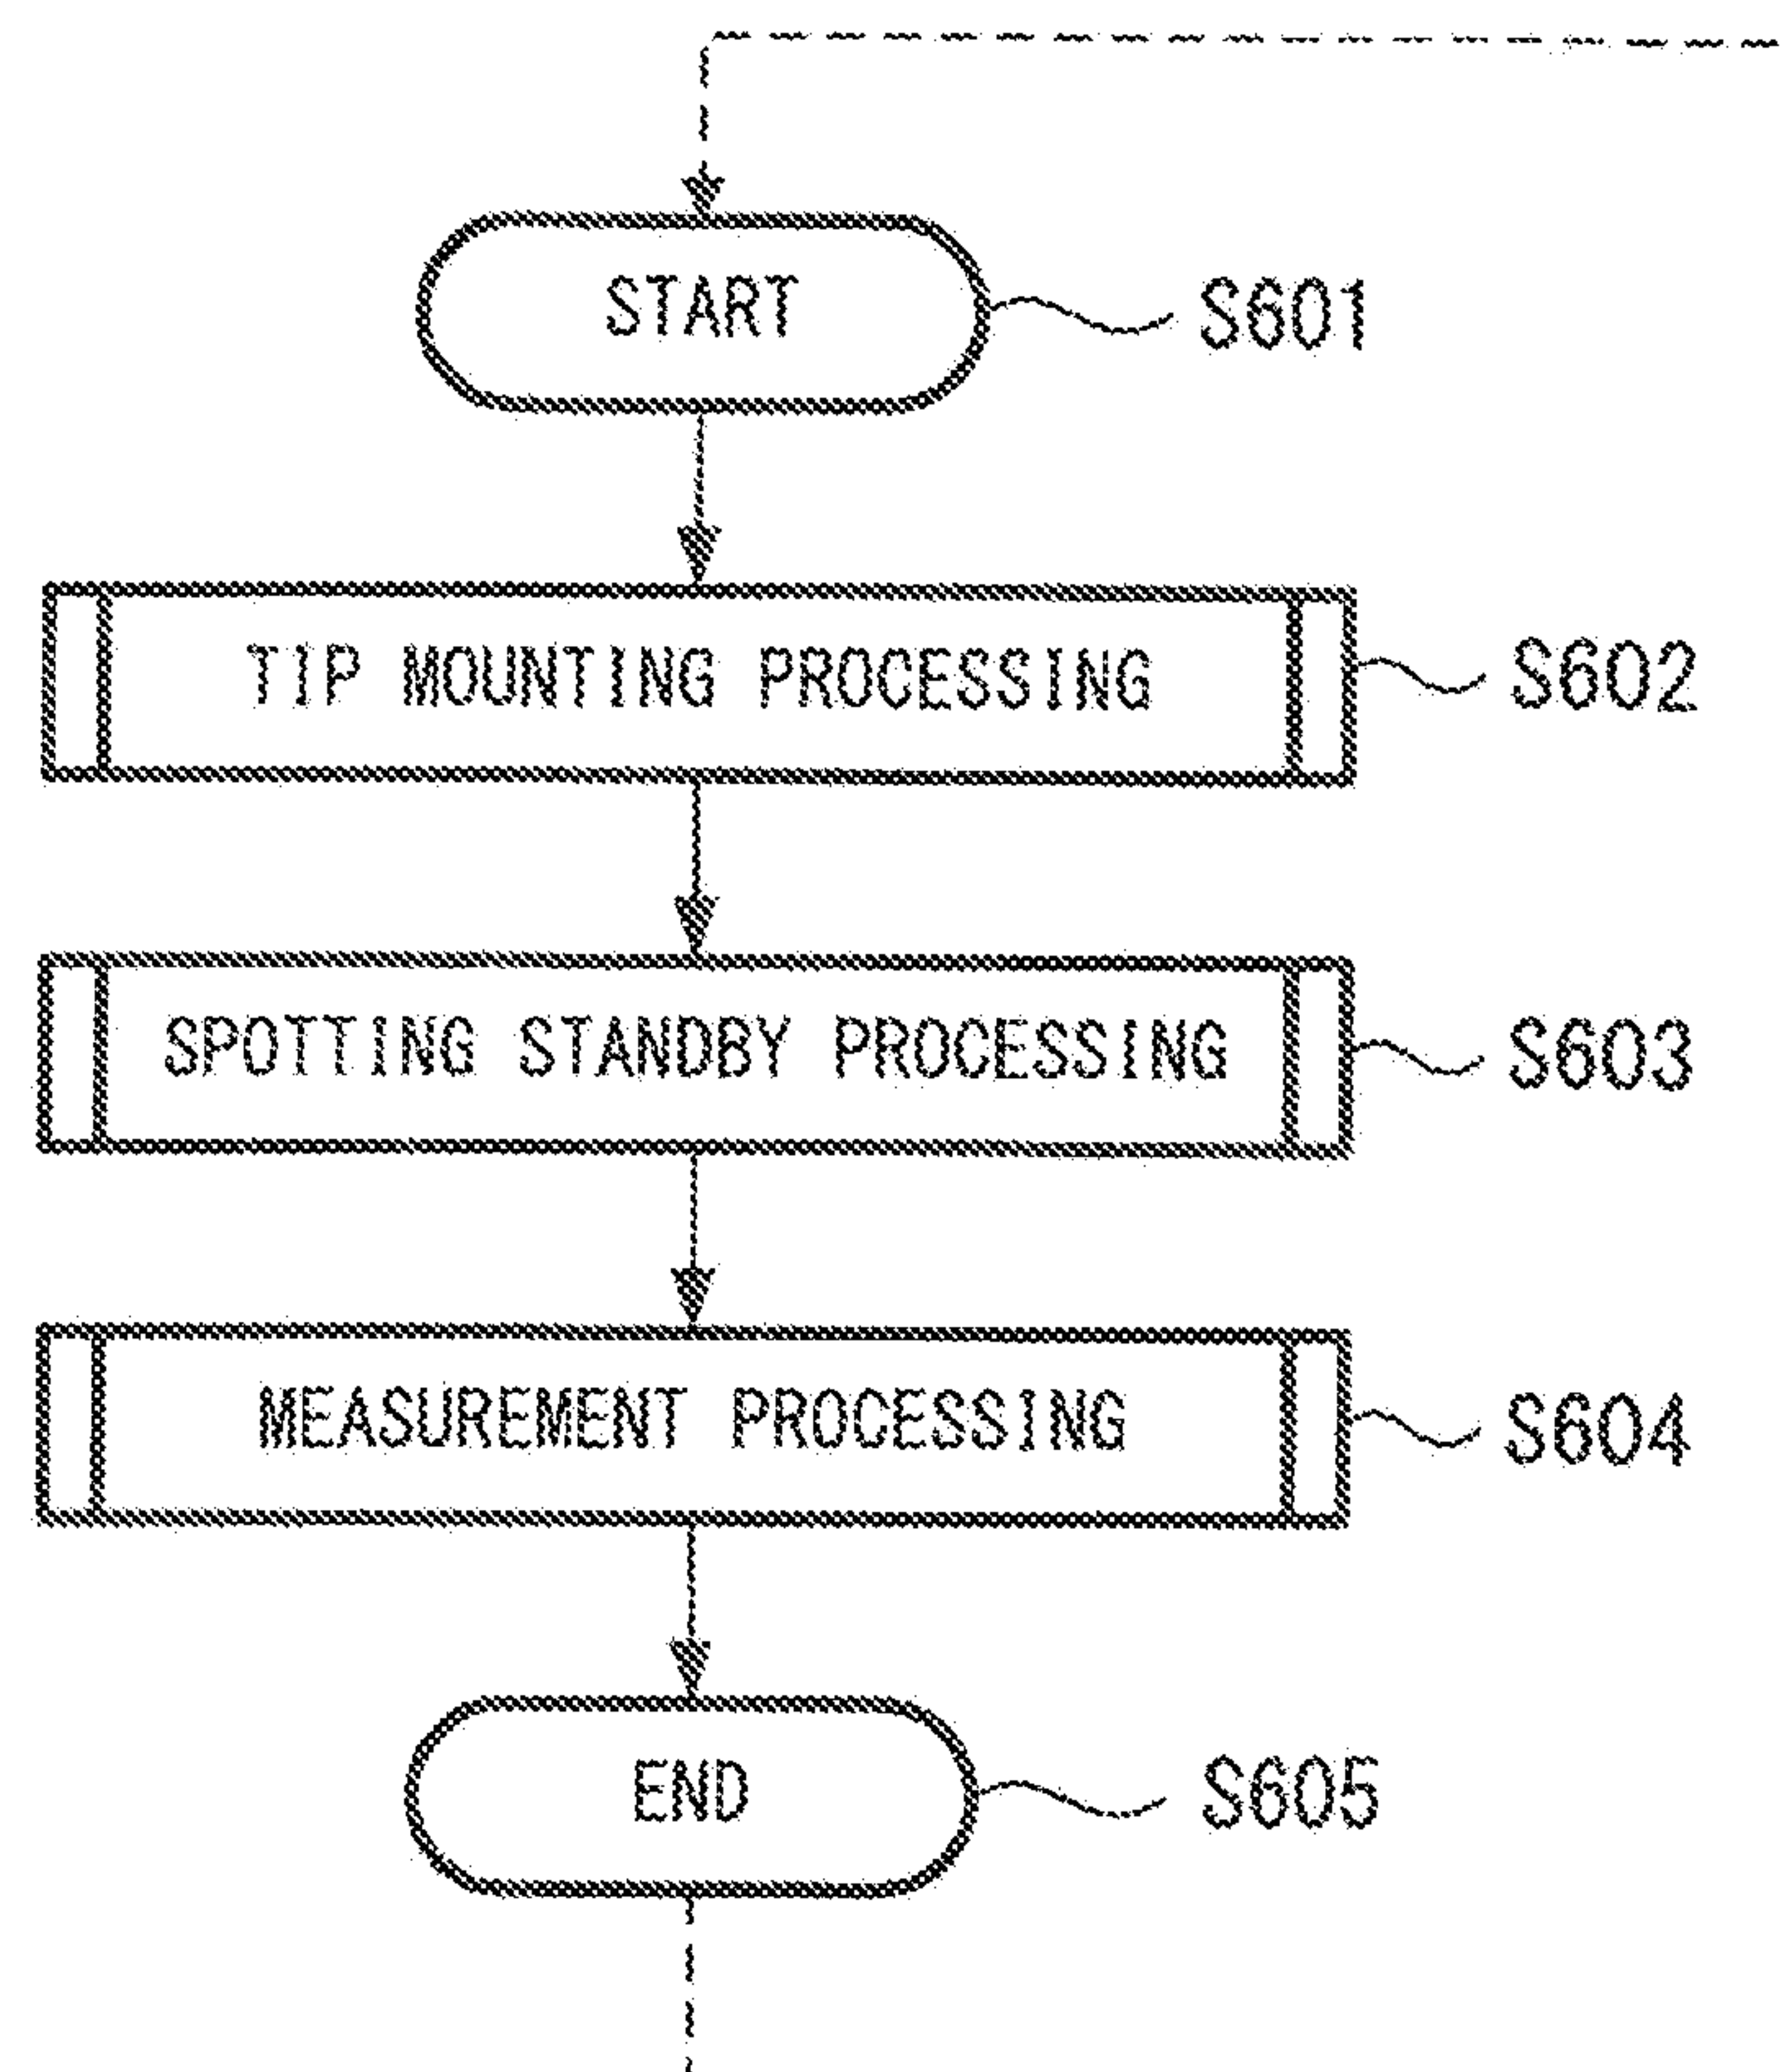 START
S601
TIP MOUNTING PROCESSING
S602
SPOTTING STANDBY PROCESSING
S603
MEASUREMENT PROCESSING
S604
END
S605